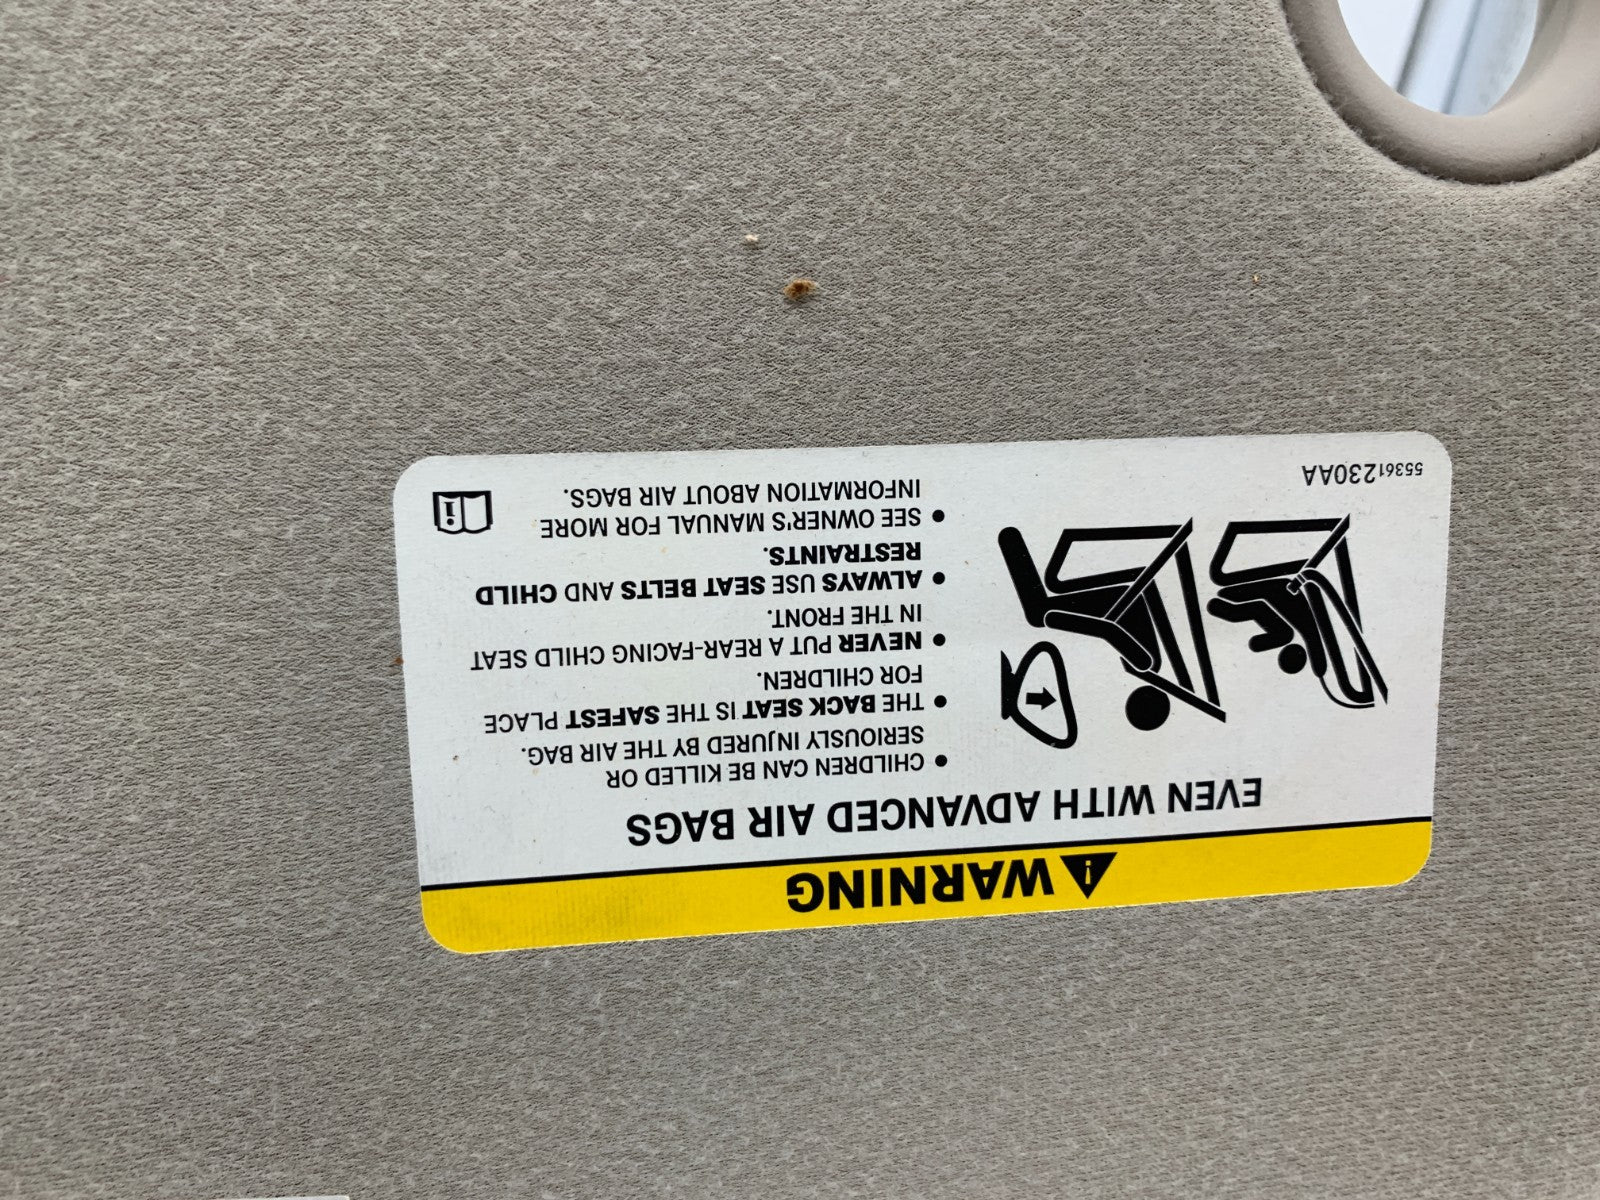 WARNING
EVEN WITH ADVANCED AIR BAGS
• CHILDREN CAN BE KILLED OR
SERIOUSLY INJURED BY THE AIR BAG.
• THE BACK SEAT IS THE SAFEST PLACE
FOR CHILDREN.
• NEVER PUT A REAR-FACING CHILD SEAT
IN THE FRONT.
• ALWAYS USE SEAT BELTS AND CHILD
RESTRAINTS.
• SEE OWNER'S MANUAL FOR MORE
INFORMATION ABOUT AIR BAGS.
55361230AA